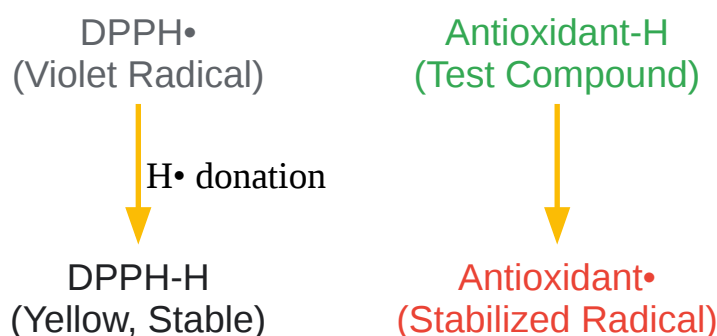 DPPH•
(Violet Radical)
Antioxidant-H
(Test Compound)
H• donation
DPPH-H
(Yellow, Stable)
Antioxidant•
(Stabilized Radical)